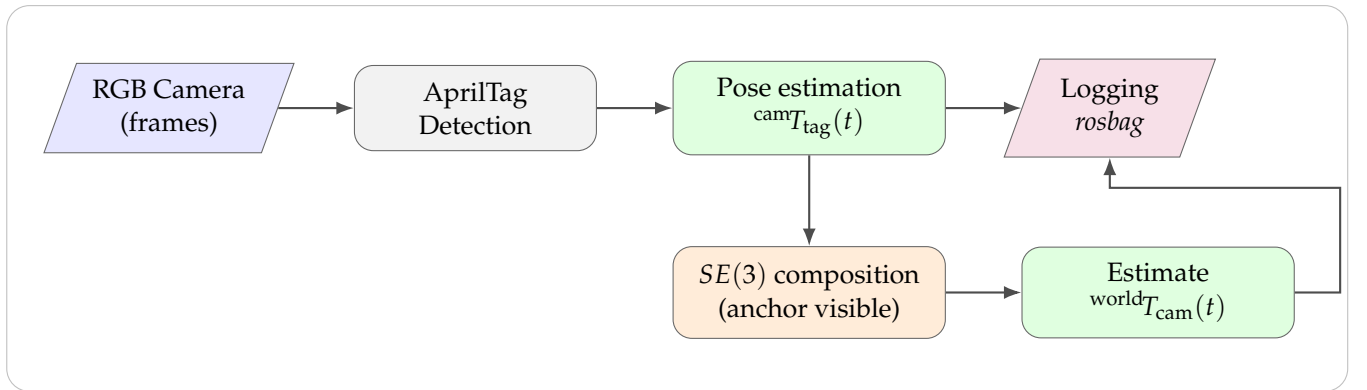 RGB Camera
(frames)
AprilTag
Detection
Pose estimation
ᶜᵃᵐT_tag(t)
Logging
rosbag
SE(3) composition
(anchor visible)
Estimate
ʷᵒʳˡᵈT_cam(t)